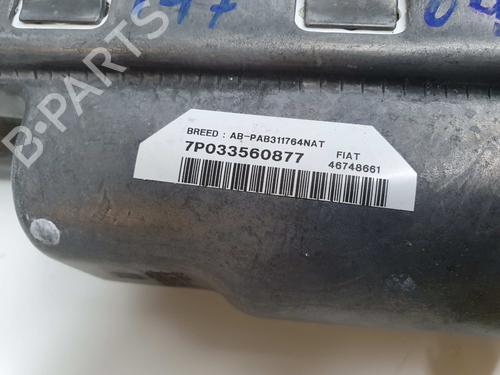 BREED : AB-PAB311764NAT
7P033560877
FIAT
46748661
B-PARTS